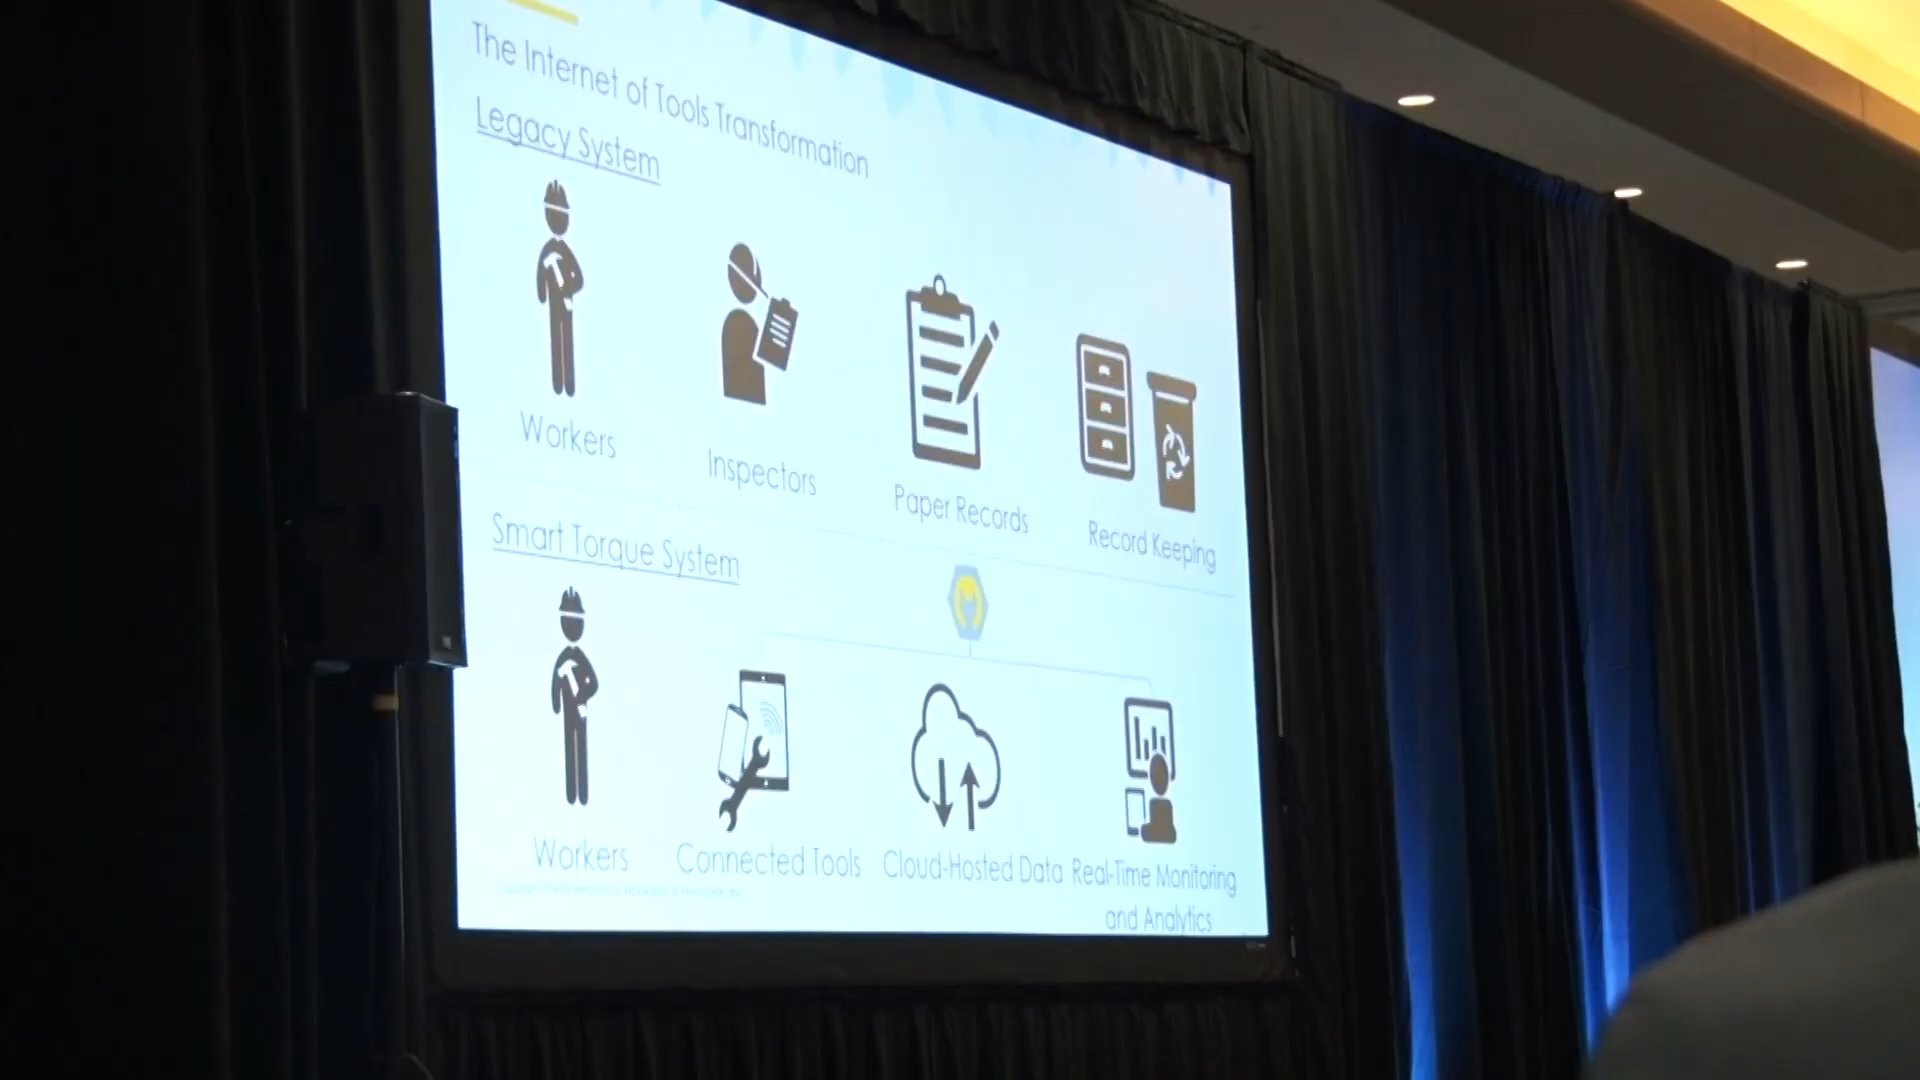 The Internet of Tools Transformation
Legacy System
Workers
Inspectors
Paper Records
Record Keeping
Smart Torque System
Workers
Connected Tools
Cloud-Hosted Data
Real-Time Monitoring
and Analytics